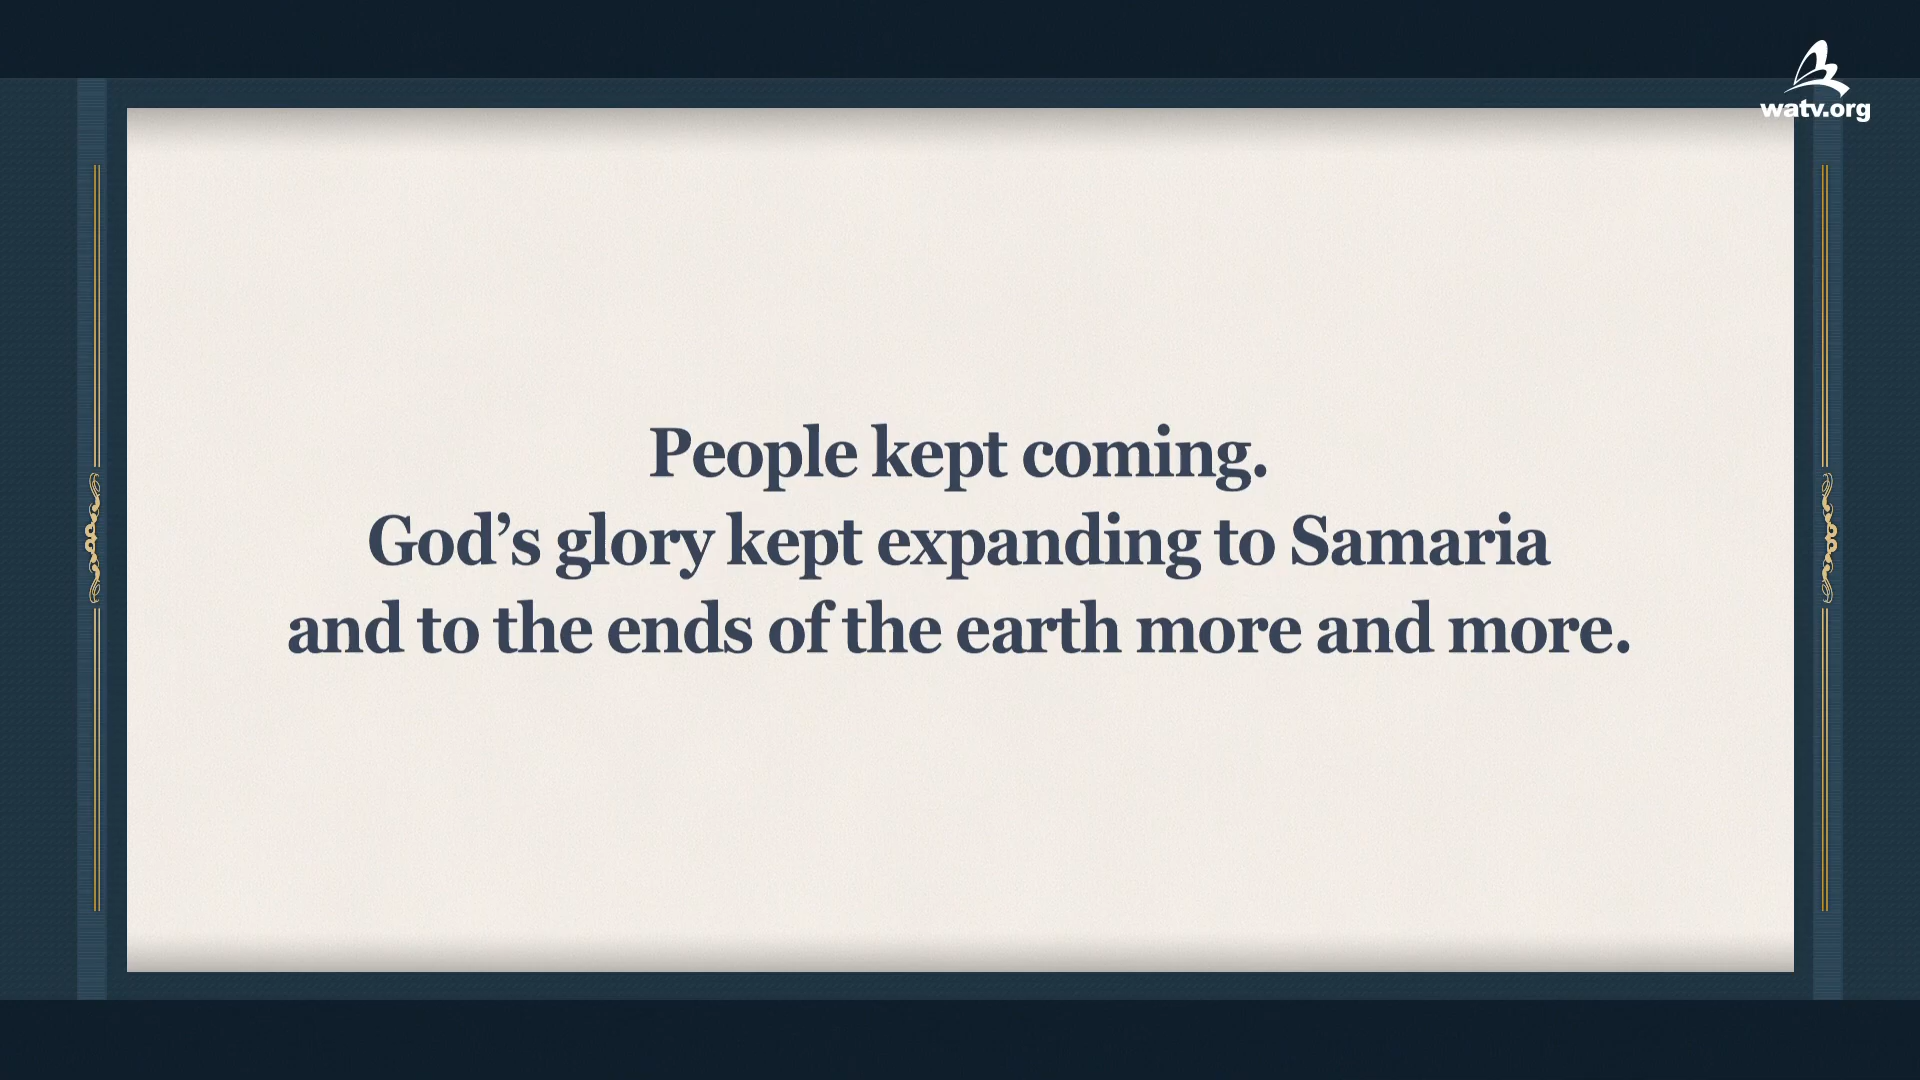 watv.org
People kept coming.
God’s glory kept expanding to Samaria
and to the ends of the earth more and more.